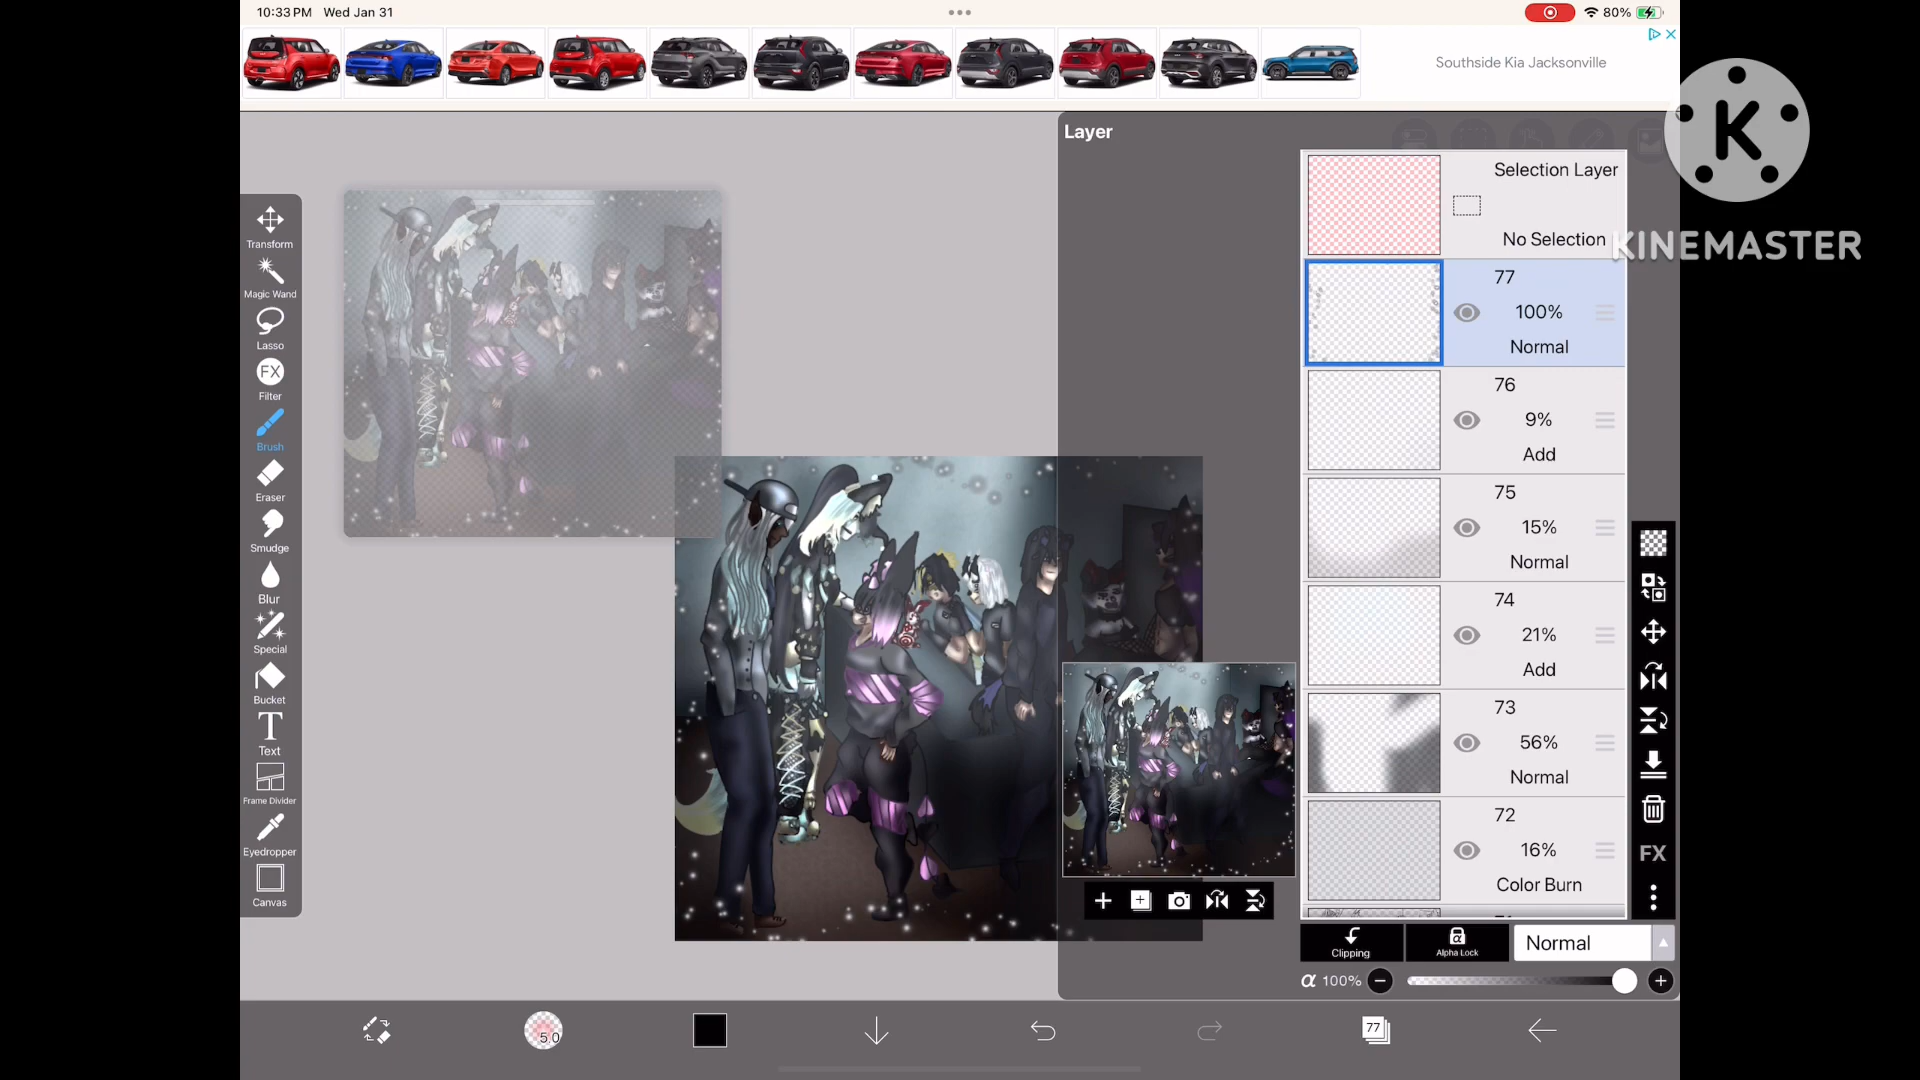 10:33 PM Wed Jan 31
80%
Southside Kia Jacksonville
Layer
K
KINEMASTER
Selection Layer
No Selection
77
100%
Normal
76
9%
Add
75
15%
Normal
74
21%
Add
73
56%
Normal
72
16%
Color Burn
Transform
Magic Wand
Lasso
FX
Filter
Brush
Eraser
Smudge
Blur
Special
Bucket
T
Text
Frame Divider
Eyedropper
Canvas
FX
Clipping
α
Alpha Lock
Normal
α 100%
5.0
77